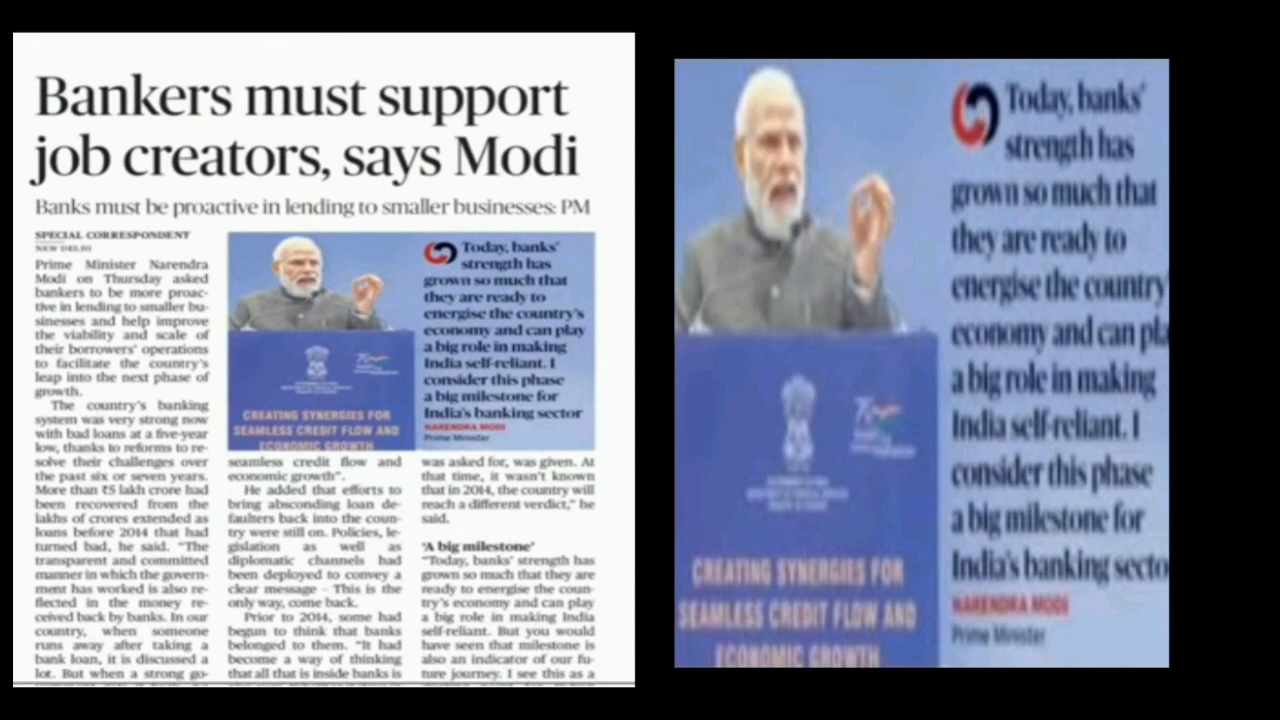 Bankers must support
job creators, says Modi
Banks must be proactive in lending to smaller businesses: PM
SPECIAL CORRESPONDENT
NEW DELHI
Prime Minister Narendra
Modi on Thursday asked
bankers to be more proac-
tive in lending to smaller bu-
sinesses and help improve
the viability and scale of
their borrowers' operations
to facilitate the country's
leap into the next phase of
growth.
The country's banking
system was very strong now
with bad loans at a five-year
low, thanks to reforms to re-
solve their challenges over
the past six or seven years.
More than ₹5 lakh crore had
been recovered from the
lakhs of crores extended as
loans before 2014 that had
turned bad, he said. "The
transparent and committed
manner in which the govern-
ment has worked is also re-
flected in the money re-
ceived back by banks. In our
country, when someone
runs away after taking a
bank loan, it is discussed a
lot. But when a strong go-
CREATING SYNERGIES FOR
SEAMLESS CREDIT FLOW AND
ECONOMIC GROWTH
Today, banks'
strength has
grown so much that
they are ready to
energise the country's
economy and can play
a big role in making
India self-reliant. I
consider this phase
a big milestone for
India's banking sector
NARENDRA MODI
Prime Minister
seamless credit flow and
economic growth".
He added that efforts to
bring absconding loan de-
faulters back into the coun-
try were still on. Policies, le-
gislation as well as
diplomatic channels had
been deployed to convey a
clear message – This is the
only way, come back.
Prior to 2014, some had
begun to think that banks
belonged to them. "It had
become a way of thinking
that all that is inside banks is
was asked for, was given. At
that time, it wasn't known
that in 2014, the country will
reach a different verdict," he
said.
'A big milestone'
"Today, banks' strength has
grown so much that they are
ready to energise the coun-
try's economy and can play
a big role in making India
self-reliant. But you would
have seen that milestone is
also an indicator of our fu-
ture journey. I see this as a
CREATING SYNERGIES FOR
SEAMLESS CREDIT FLOW AND
ECONOMIC GROWTH
Today, banks'
strength has
grown so much that
they are ready to
energise the country'
economy and can pla
a big role in making
India self-reliant. I
consider this phase
a big milestone for
India's banking secto
NARENDRA MODI
Prime Minister